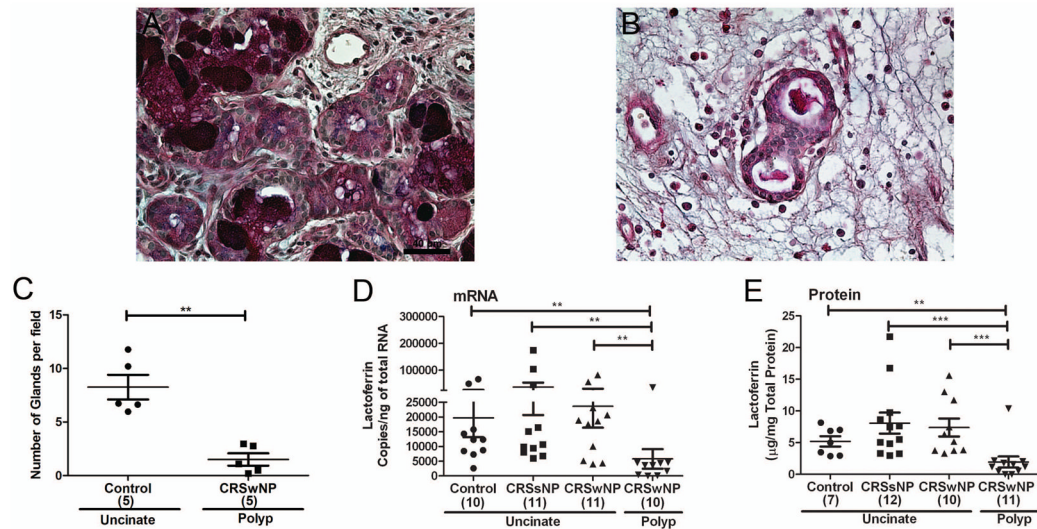 A
B
40 µm
C
Number of Glands per field
15
10
5
0
**
Control
(5)
CRSwNP
(5)
Uncinate
Polyp
D
mRNA
Lactoferrin
Copies/ng of total RNA
300000
200000
100000
25000
20000
15000
10000
5000
0
**
**
**
Control
(10)
CRSsNP
(11)
CRSwNP
(11)
CRSwNP
(10)
Uncinate
Polyp
E
Protein
Lactoferrin
(µg/mg Total Protein)
25
20
15
10
5
0
**
***
***
Control
(7)
CRSsNP
(12)
CRSwNP
(10)
CRSwNP
(11)
Uncinate
Polyp